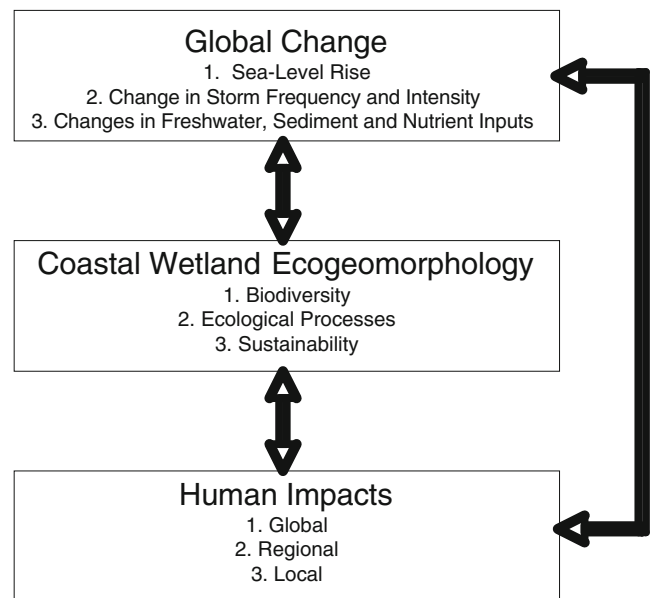 Global Change
1. Sea-Level Rise
2. Change in Storm Frequency and Intensity
3. Changes in Freshwater, Sediment and Nutrient Inputs
Coastal Wetland Ecogeomorphology
1. Biodiversity
2. Ecological Processes
3. Sustainability
Human Impacts
1. Global
2. Regional
3. Local